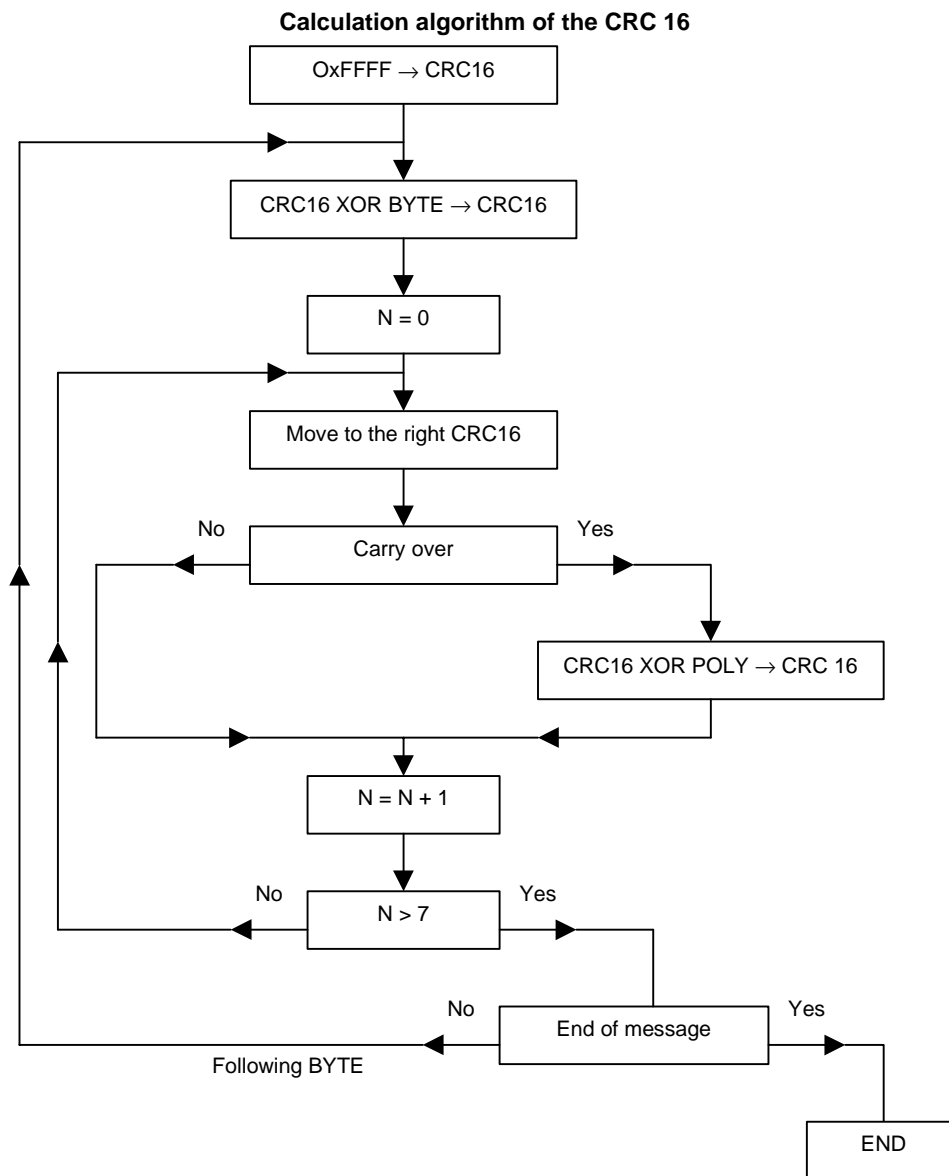 Calculation algorithm of the CRC 16
OxFFFF → CRC16
CRC16 XOR BYTE → CRC16
N = 0
Move to the right CRC16
No
Yes
Carry over
CRC16 XOR POLY → CRC 16
N = N + 1
No
Yes
N > 7
No
Yes
End of message
Following BYTE
END